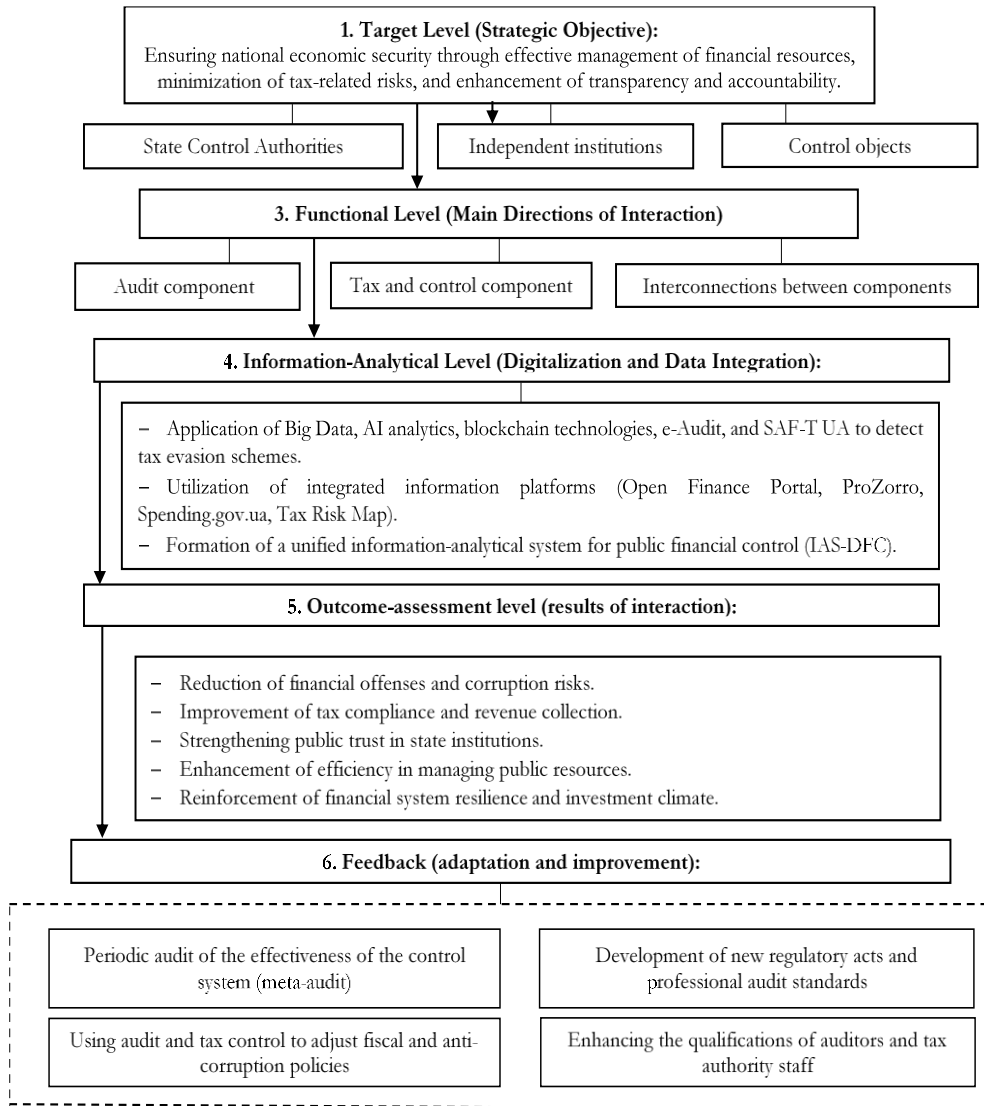 1. Target Level (Strategic Objective):
Ensuring national economic security through effective management of financial resources,
minimization of tax-related risks, and enhancement of transparency and accountability.
State Control Authorities
Independent institutions
Control objects
3. Functional Level (Main Directions of Interaction)
Audit component
Tax and control component
Interconnections between components
4. Information-Analytical Level (Digitalization and Data Integration):
– Application of Big Data, AI analytics, blockchain technologies, e-Audit, and SAF-T UA to detect
tax evasion schemes.
– Utilization of integrated information platforms (Open Finance Portal, ProZorro,
Spending.gov.ua, Tax Risk Map).
– Formation of a unified information-analytical system for public financial control (IAS-DFC).
5. Outcome-assessment level (results of interaction):
– Reduction of financial offenses and corruption risks.
– Improvement of tax compliance and revenue collection.
– Strengthening public trust in state institutions.
– Enhancement of efficiency in managing public resources.
– Reinforcement of financial system resilience and investment climate.
6. Feedback (adaptation and improvement):
Periodic audit of the effectiveness of the control
system (meta-audit)
Development of new regulatory acts and
professional audit standards
Using audit and tax control to adjust fiscal and anti-
corruption policies
Enhancing the qualifications of auditors and tax
authority staff